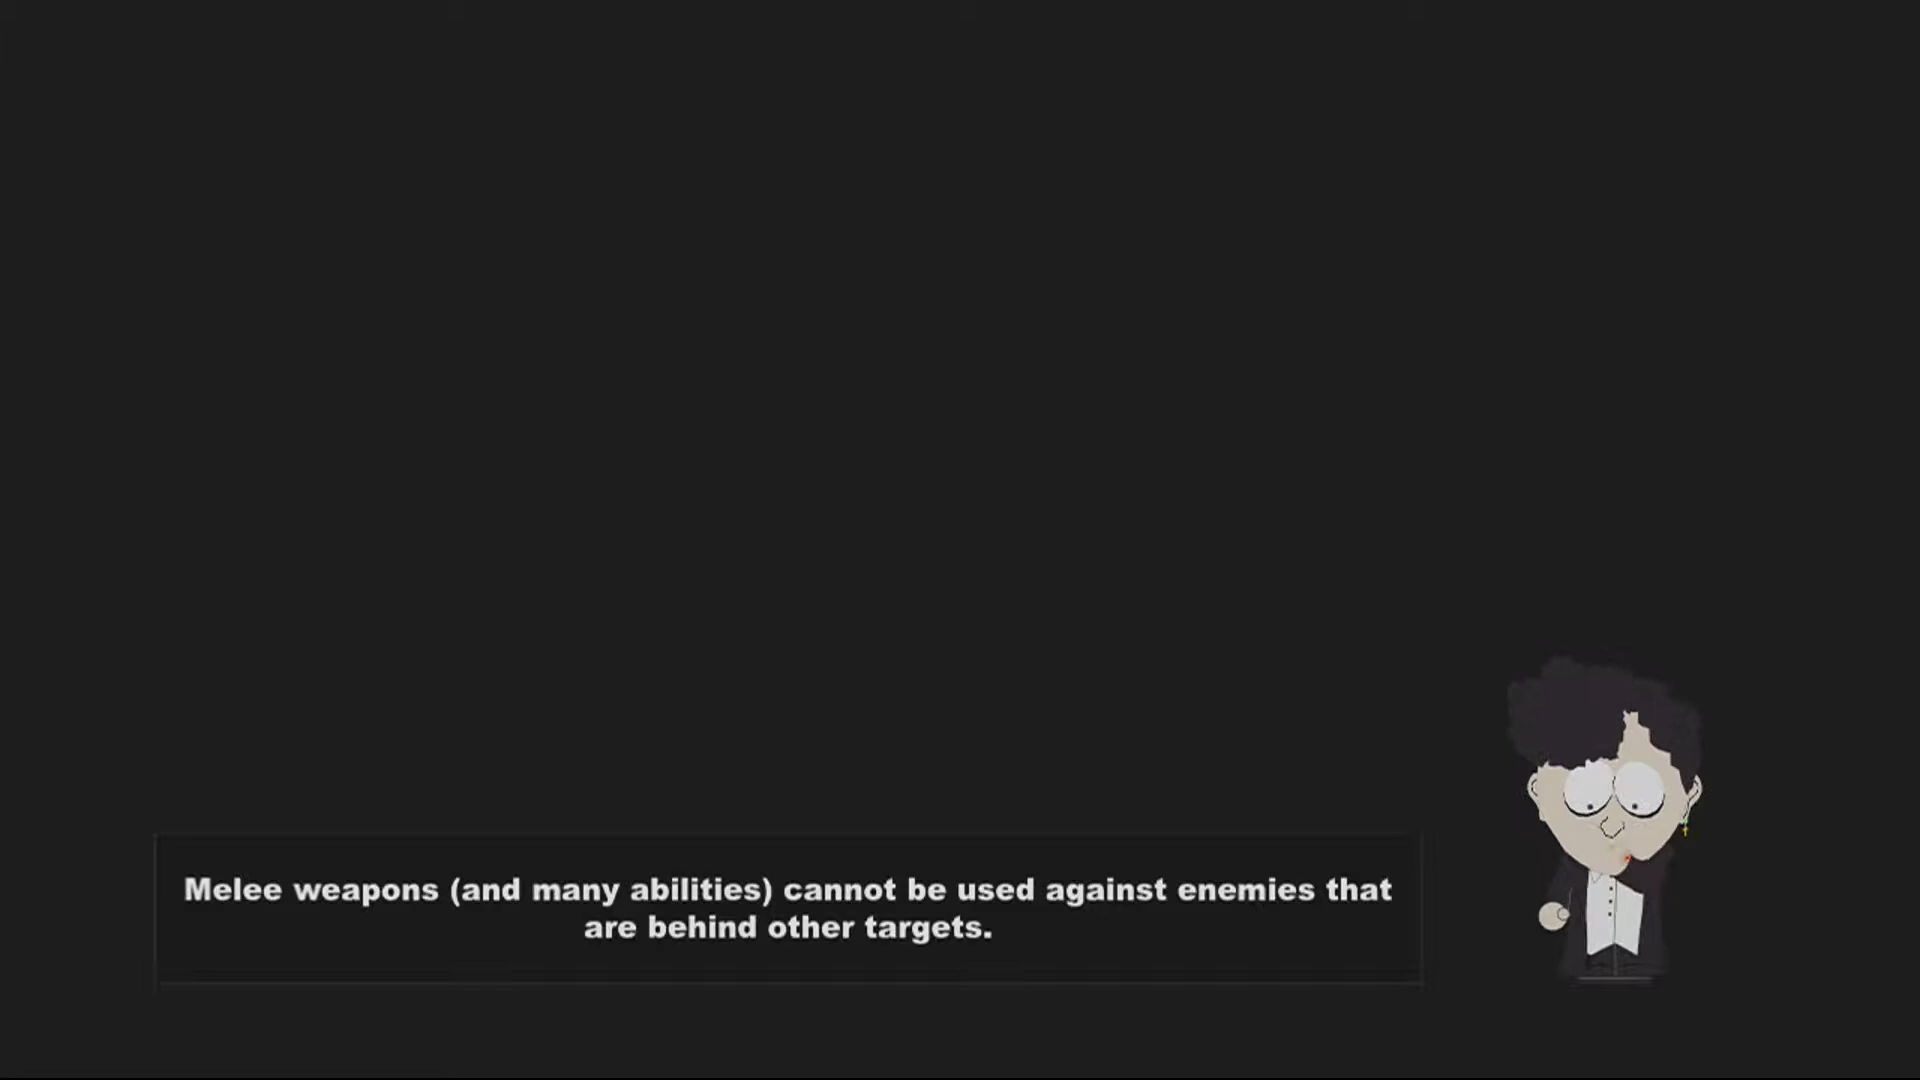 Melee weapons (and many abilities) cannot be used against enemies that
are behind other targets.